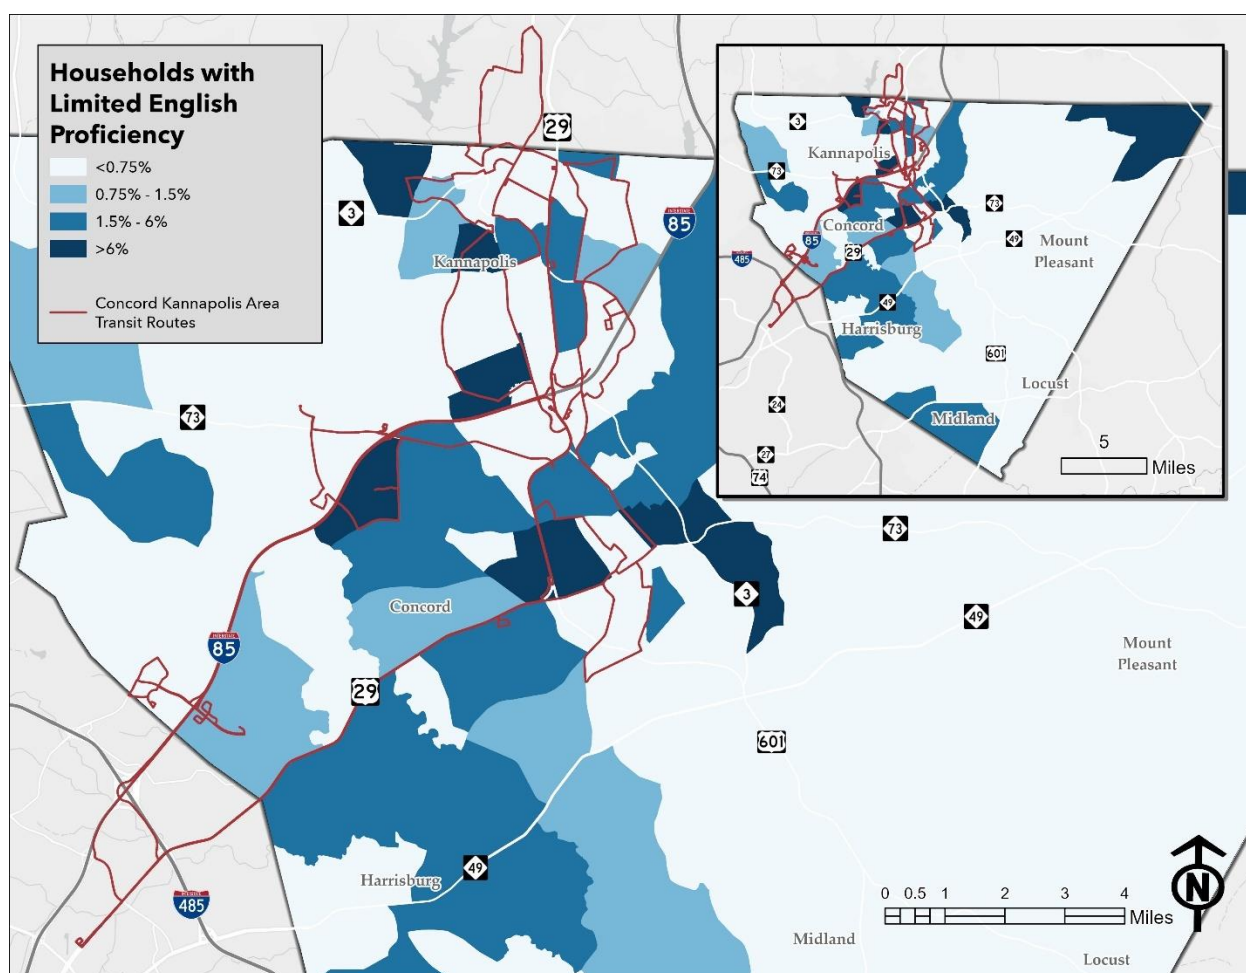 Households with
Limited English
Proficiency
<0.75%
0.75% - 1.5%
1.5% - 6%
>6%
Concord Kannapolis Area
Transit Routes
29
3
INTERSTATE
85
Kannapolis
73
Concord
INTERSTATE
85
29
73
3
49
Mount
Pleasant
601
Harrisburg
49
INTERSTATE
485
Midland
Locust
0 0.5 1 2 3 4
Miles
N
3
Kannapolis
73
73
Concord
85
49
Mount
Pleasant
29
485
49
Harrisburg
601
Locust
24
Midland
27
74
5
Miles